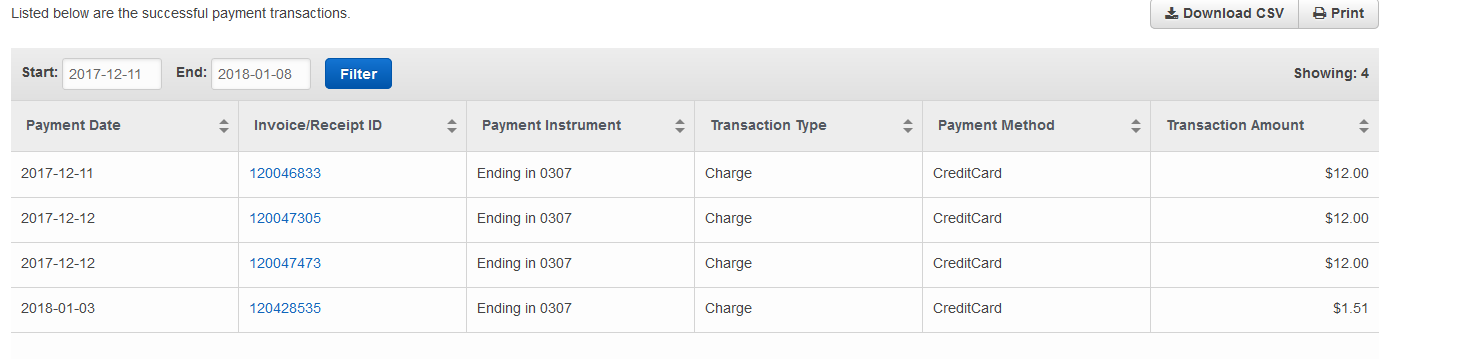 Listed below are the successful payment transactions.
Download CSV Print
Start: 2017-12-11 End: 2018-01-08 Filter Showing: 4
Payment Date Invoice/Receipt ID Payment Instrument Transaction Type Payment Method Transaction Amount
2017-12-11 120046833 Ending in 0307 Charge CreditCard $12.00
2017-12-12 120047305 Ending in 0307 Charge CreditCard $12.00
2017-12-12 120047473 Ending in 0307 Charge CreditCard $12.00
2018-01-03 120428535 Ending in 0307 Charge CreditCard $1.51